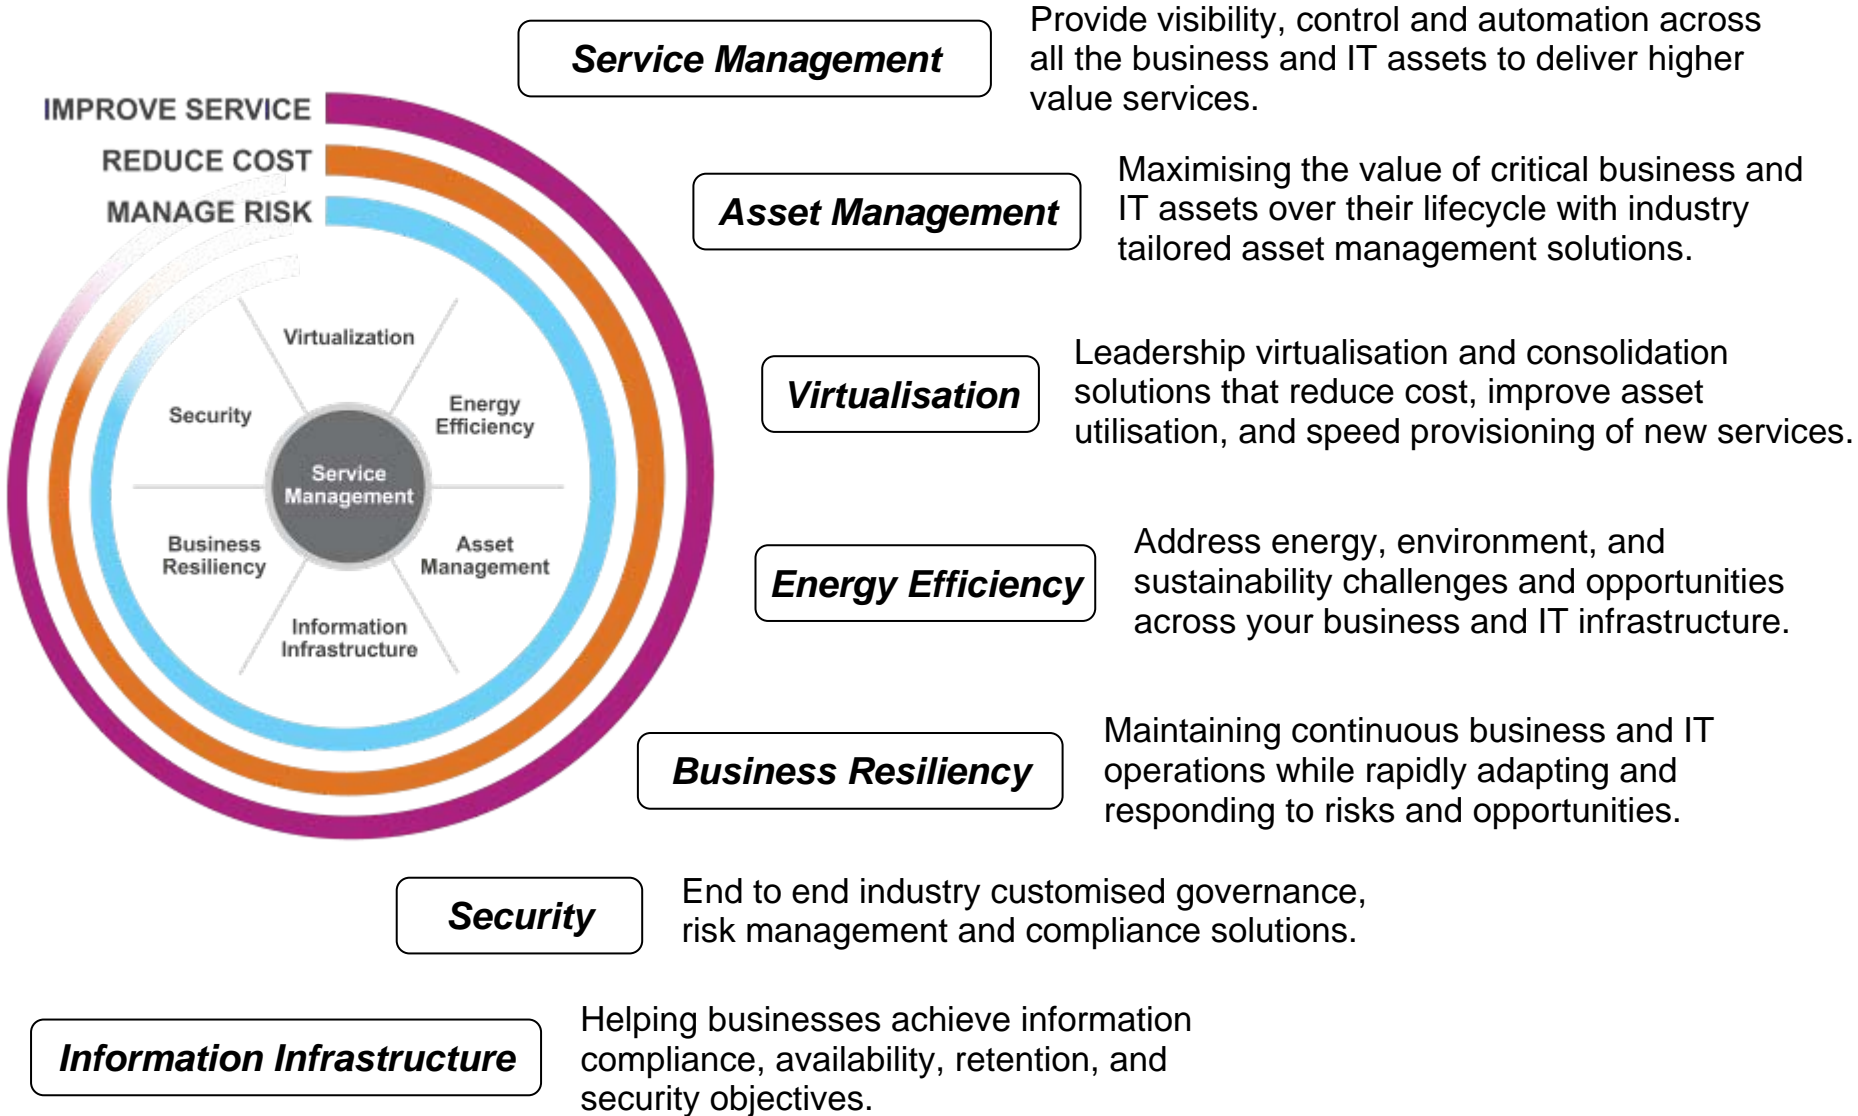 Service Management
Provide visibility, control and automation across
all the business and IT assets to deliver higher
value services.
IMPROVE SERVICE
REDUCE COST
MANAGE RISK
Virtualization
Security
Energy
Efficiency
Service
Management
Business
Resiliency
Asset
Management
Information
Infrastructure
Asset Management
Maximising the value of critical business and
IT assets over their lifecycle with industry
tailored asset management solutions.
Virtualisation
Leadership virtualisation and consolidation
solutions that reduce cost, improve asset
utilisation, and speed provisioning of new services.
Energy Efficiency
Address energy, environment, and
sustainability challenges and opportunities
across your business and IT infrastructure.
Business Resiliency
Maintaining continuous business and IT
operations while rapidly adapting and
responding to risks and opportunities.
Security
End to end industry customised governance,
risk management and compliance solutions.
Information Infrastructure
Helping businesses achieve information
compliance, availability, retention, and
security objectives.